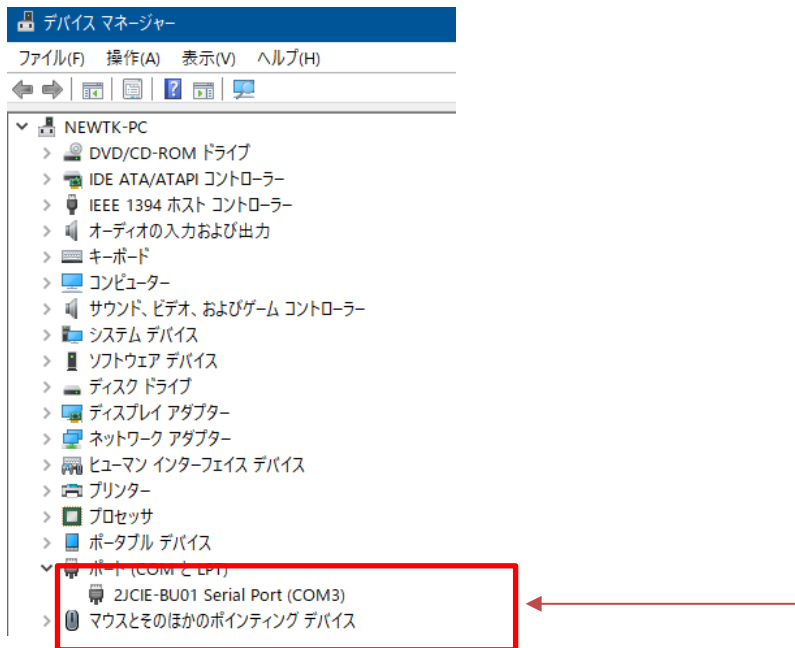 デバイス マネージャー
ファイル(F) 操作(A) 表示(V) ヘルプ(H)
NEWTK-PC
DVD/CD-ROM ドライブ
IDE ATA/ATAPI コントローラー
IEEE 1394 ホスト コントローラー
オーディオの入力および出力
キーボード
コンピューター
サウンド、ビデオ、およびゲーム コントローラー
システム デバイス
ソフトウェア デバイス
ディスク ドライブ
ディスプレイ アダプター
ネットワーク アダプター
ヒューマン インターフェイス デバイス
プリンター
プロセッサ
ポータブル デバイス
ポート (COM と LPT)
2JCIE-BU01 Serial Port (COM3)
マウスとそのほかのポインティング デバイス